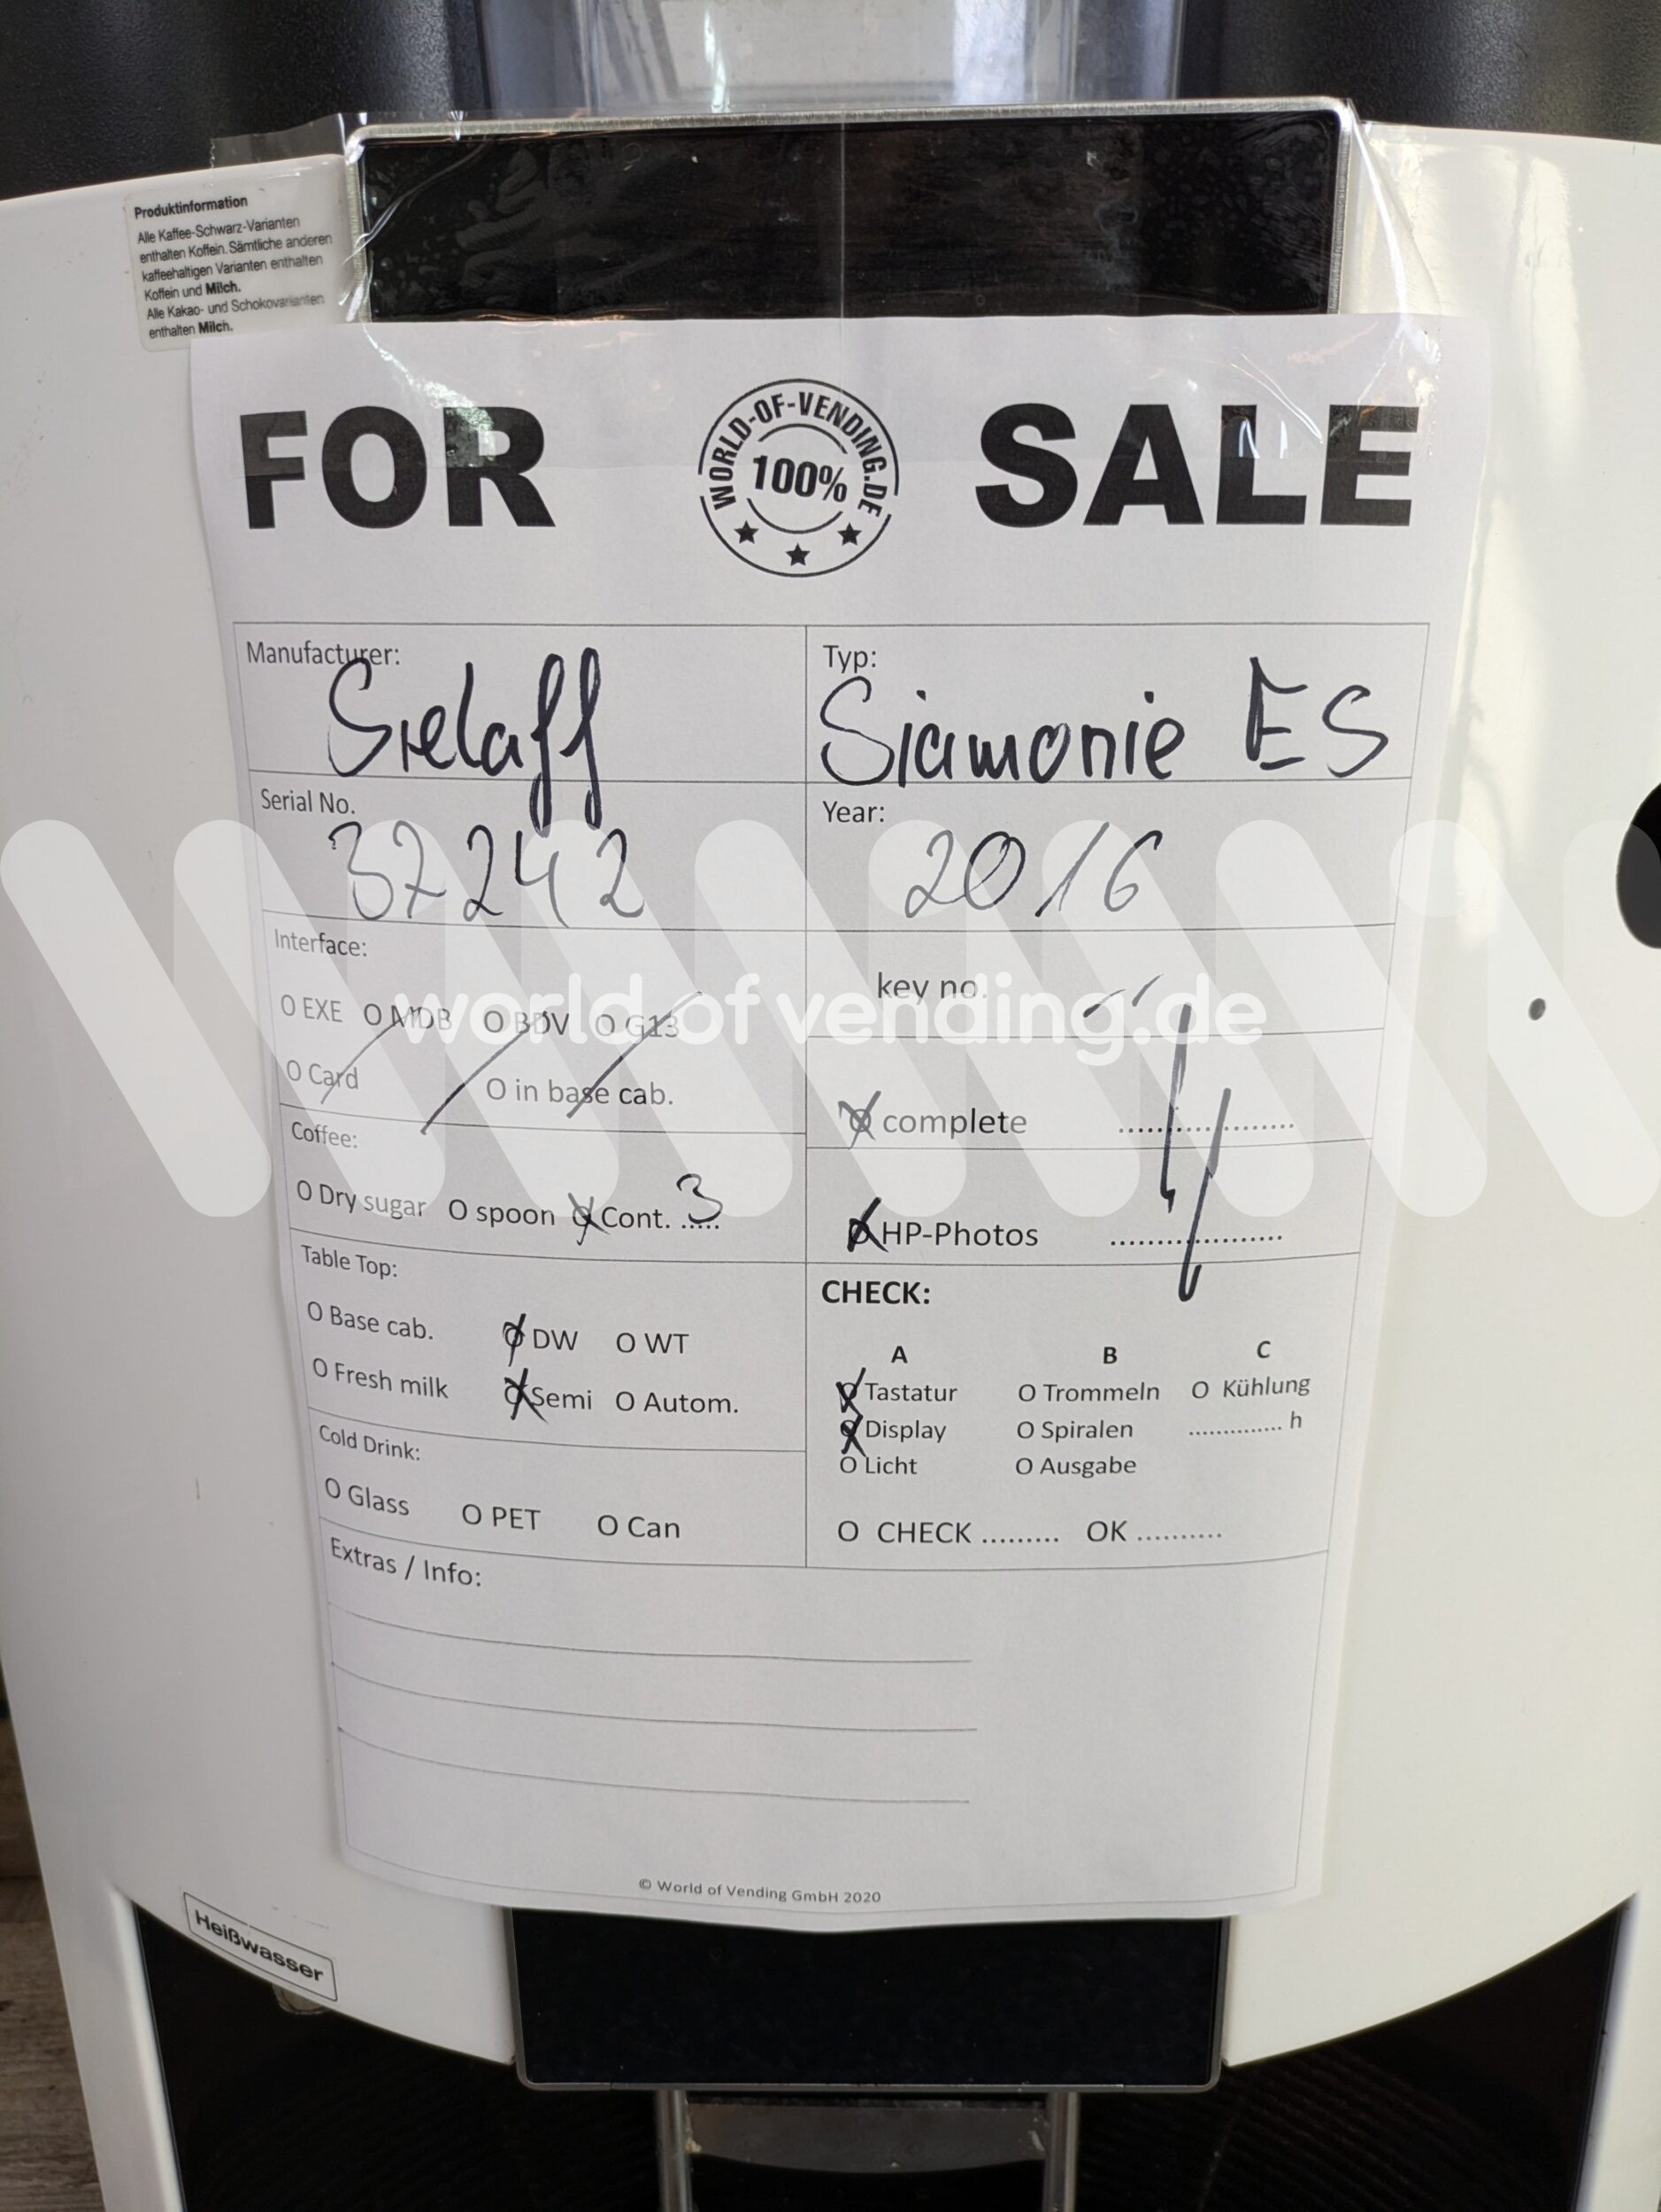 Produktinformation
Alle Kaffee-Schwarz-Varianten
enthalten Koffein. Sämtliche anderen
kaffeehaltigen Varianten enthalten
Koffein und Milch.
Alle Kakao- und Schokovarianten
enthalten Milch.
FOR SALE
WORLD-OF-VENDING.DE
100%
Manufacturer: Typ:
Sielaff Siamonie ES
Serial No. Year:
37242 2016
Interface:
key no.
O EXE O MDB O BDV O G13
O Card O in base cab.
complete ....................
Coffee:
O Dry sugar O spoon Cont. 3
HP-Photos ....................
Table Top: CHECK:
O Base cab. DW O WT
O Fresh milk Semi O Autom.
A B C
Tastatur O Trommeln O Kühlung
Display O Spiralen .............. h
O Licht O Ausgabe
Cold Drink:
O Glass O PET O Can
O CHECK ......... OK ..........
Extras / Info:
© World of Vending GmbH 2020
Heißwasser
world of vending.de